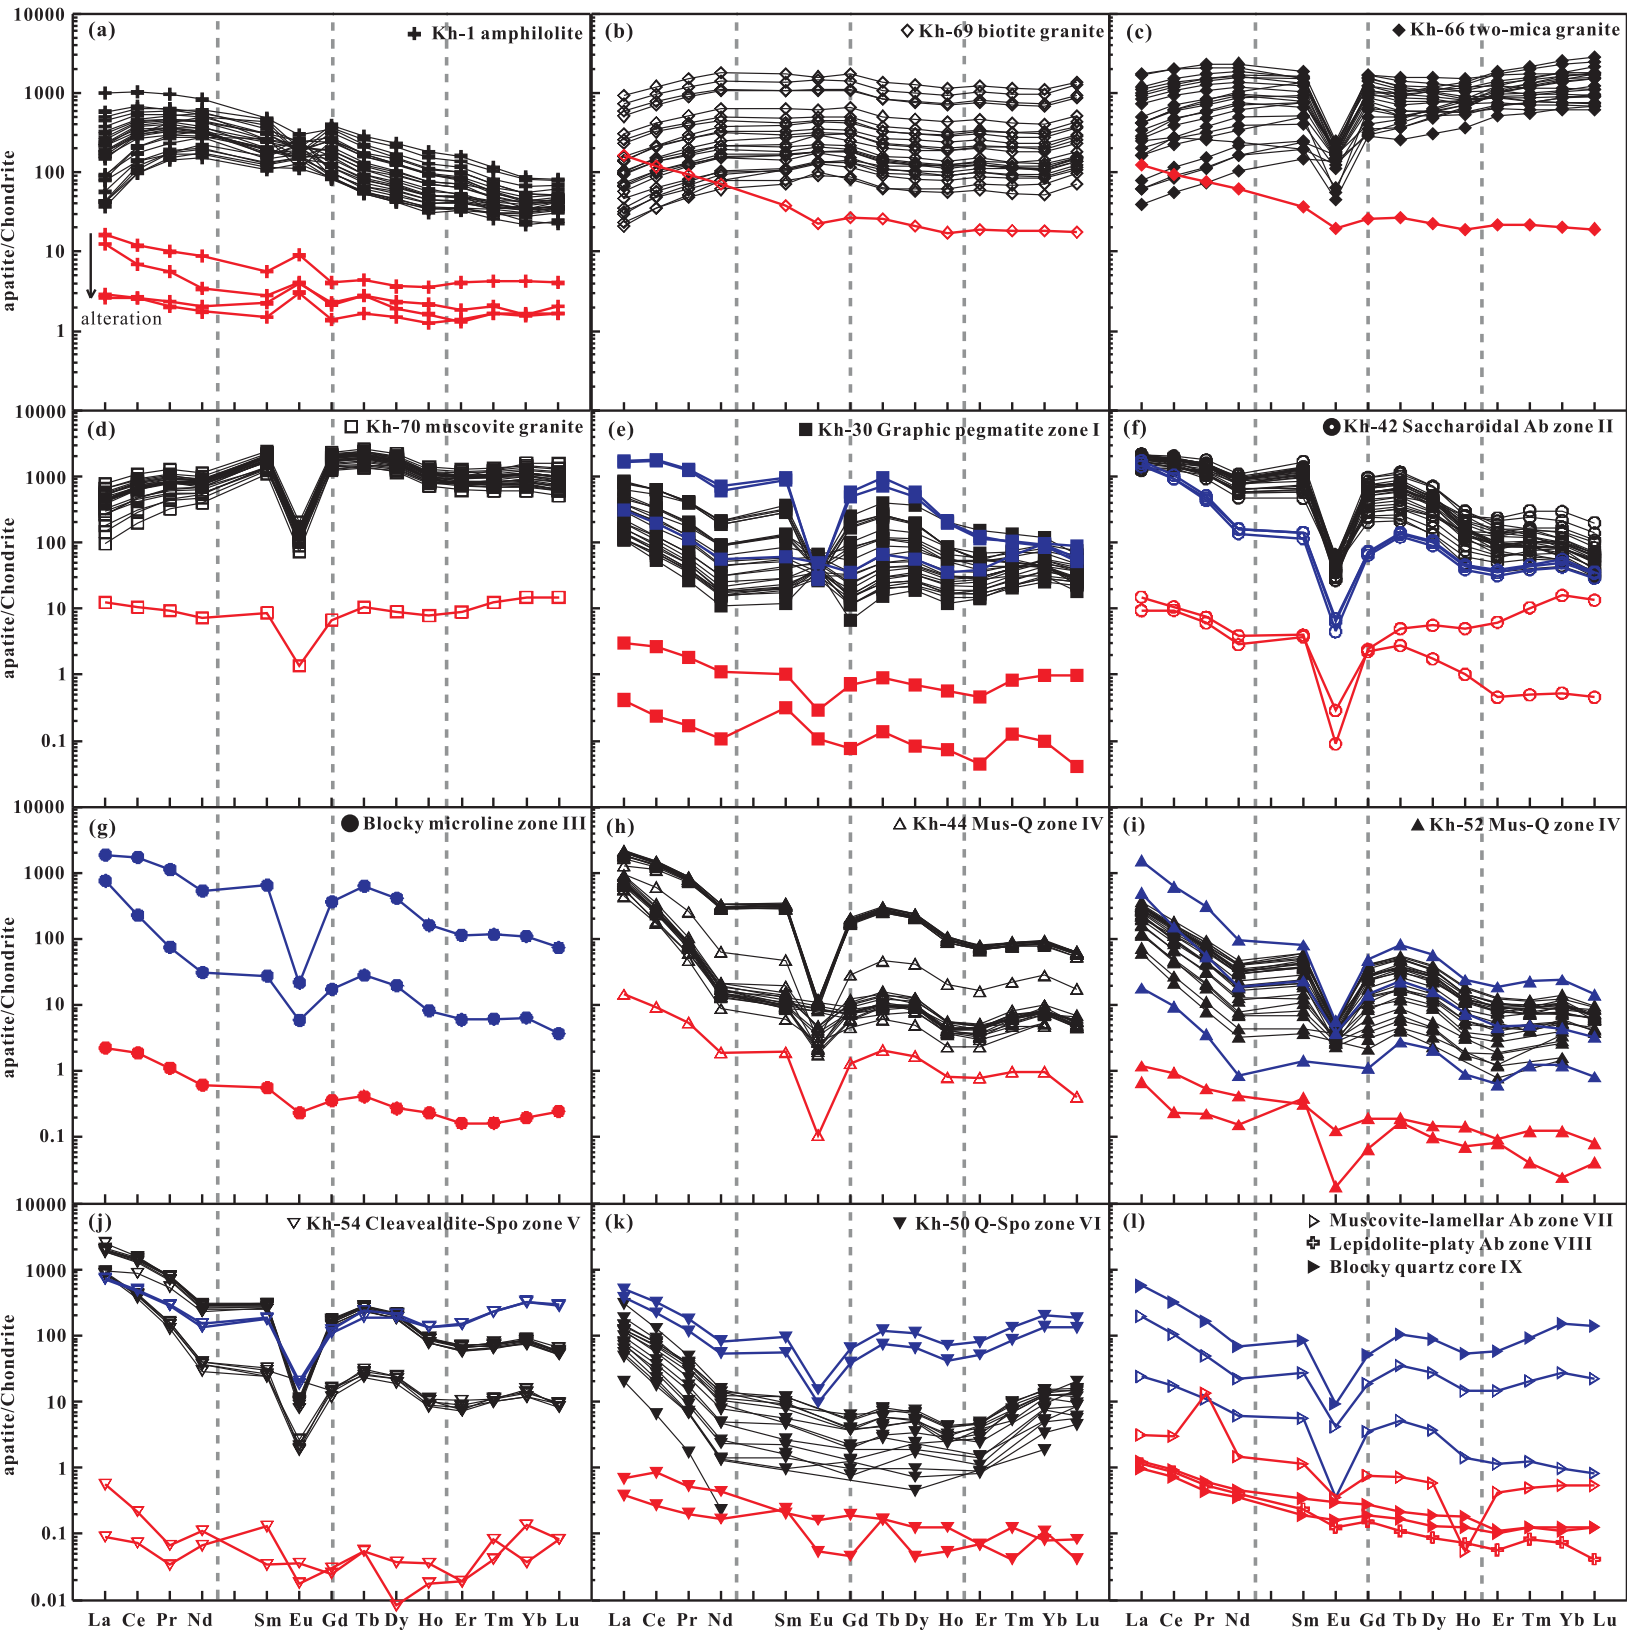 (a) Kh-1 amphilolite
(b) Kh-69 biotite granite
(c) Kh-66 two-mica granite
10000
1000
100
10
1
apatite/Chondrite
alteration
(d) Kh-70 muscovite granite
(e) Kh-30 Graphic pegmatite zone I
(f) Kh-42 Saccharoidal Ab zone II
10000
1000
100
10
1
0.1
apatite/Chondrite
(g) Blocky microline zone III
(h) Kh-44 Mus-Q zone IV
(i) Kh-52 Mus-Q zone IV
10000
1000
100
10
1
0.1
apatite/Chondrite
(j) Kh-54 Cleavealdite-Spo zone V
(k) Kh-50 Q-Spo zone VI
(l) Muscovite-lamellar Ab zone VII
Lepidolite-platy Ab zone VIII
Blocky quartz core IX
10000
1000
100
10
1
0.1
0.01
apatite/Chondrite
La Ce Pr Nd Sm Eu Gd Tb Dy Ho Er Tm Yb Lu
La Ce Pr Nd Sm Eu Gd Tb Dy Ho Er Tm Yb Lu
La Ce Pr Nd Sm Eu Gd Tb Dy Ho Er Tm Yb Lu